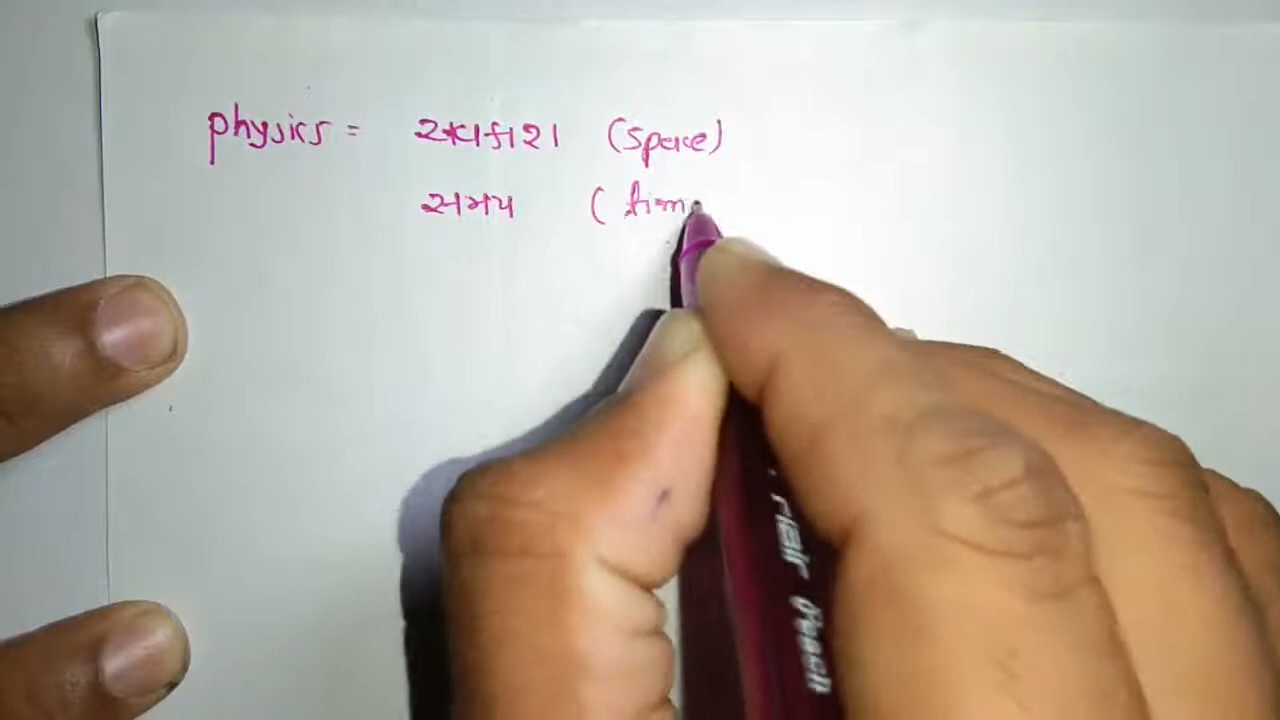 physics = અવકાશ (space)
સમય ( tim